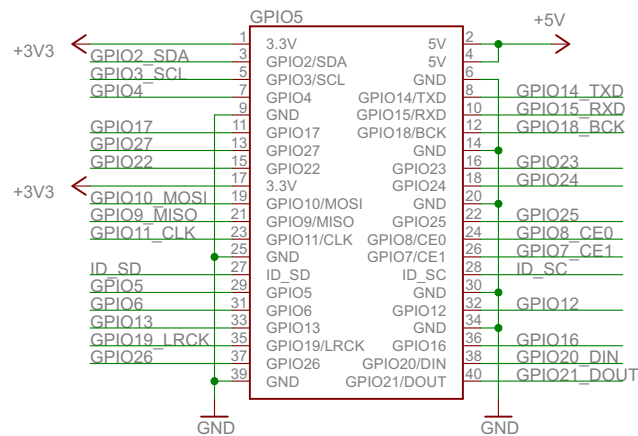 GPIO5
+5V
+3V3
1 3.3V 5V 2
GPIO2_SDA 3 GPIO2/SDA 5V 4
GPIO3_SCL 5 GPIO3/SCL GND 6
GPIO4 7 GPIO4 GPIO14/TXD 8 GPIO14_TXD
9 GND GPIO15/RXD 10 GPIO15_RXD
GPIO17 11 GPIO17 GPIO18/BCK 12 GPIO18_BCK
GPIO27 13 GPIO27 GND 14
GPIO22 15 GPIO22 GPIO23 16 GPIO23
+3V3 17 3.3V GPIO24 18 GPIO24
GPIO10_MOSI 19 GPIO10/MOSI GND 20
GPIO9_MISO 21 GPIO9/MISO GPIO25 22 GPIO25
GPIO11_CLK 23 GPIO11/CLK GPIO8/CE0 24 GPIO8_CE0
25 GND GPIO7/CE1 26 GPIO7_CE1
ID_SD 27 ID_SD ID_SC 28 ID_SC
GPIO5 29 GPIO5 GND 30
GPIO6 31 GPIO6 GPIO12 32 GPIO12
GPIO13 33 GPIO13 GND 34
GPIO19_LRCK 35 GPIO19/LRCK GPIO16 36 GPIO16
GPIO26 37 GPIO26 GPIO20/DIN 38 GPIO20_DIN
39 GND GPIO21/DOUT 40 GPIO21_DOUT
GND GND